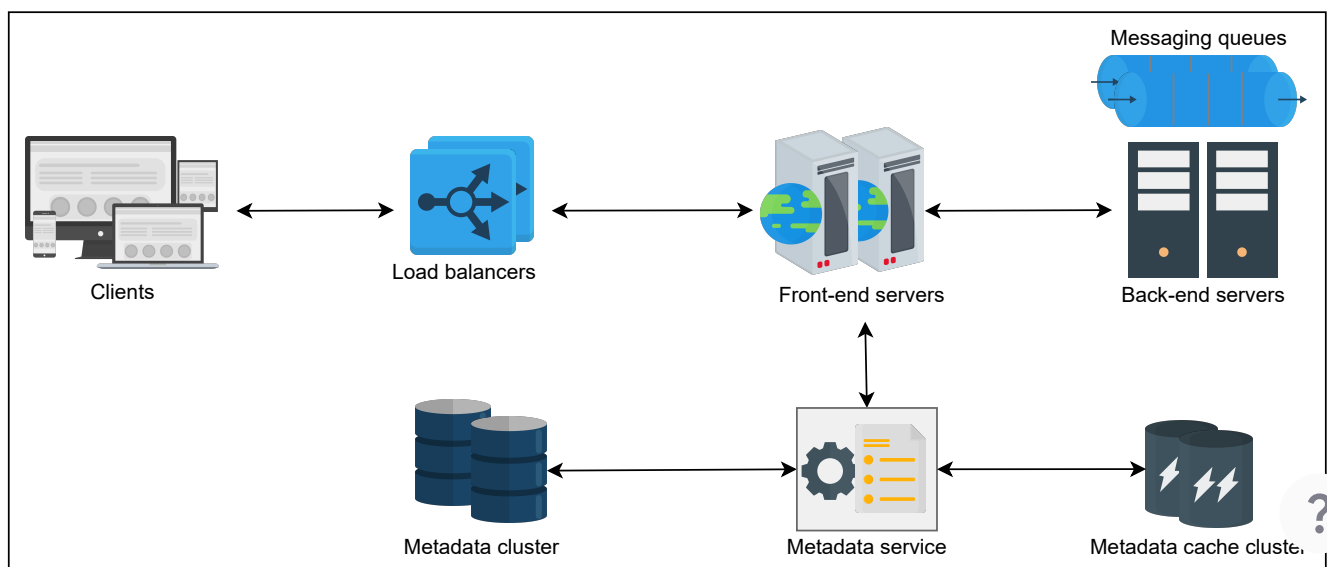 Messaging queues
Clients
Load balancers
Front-end servers
Back-end servers
Metadata cluster
Metadata service
Metadata cache cluster
?